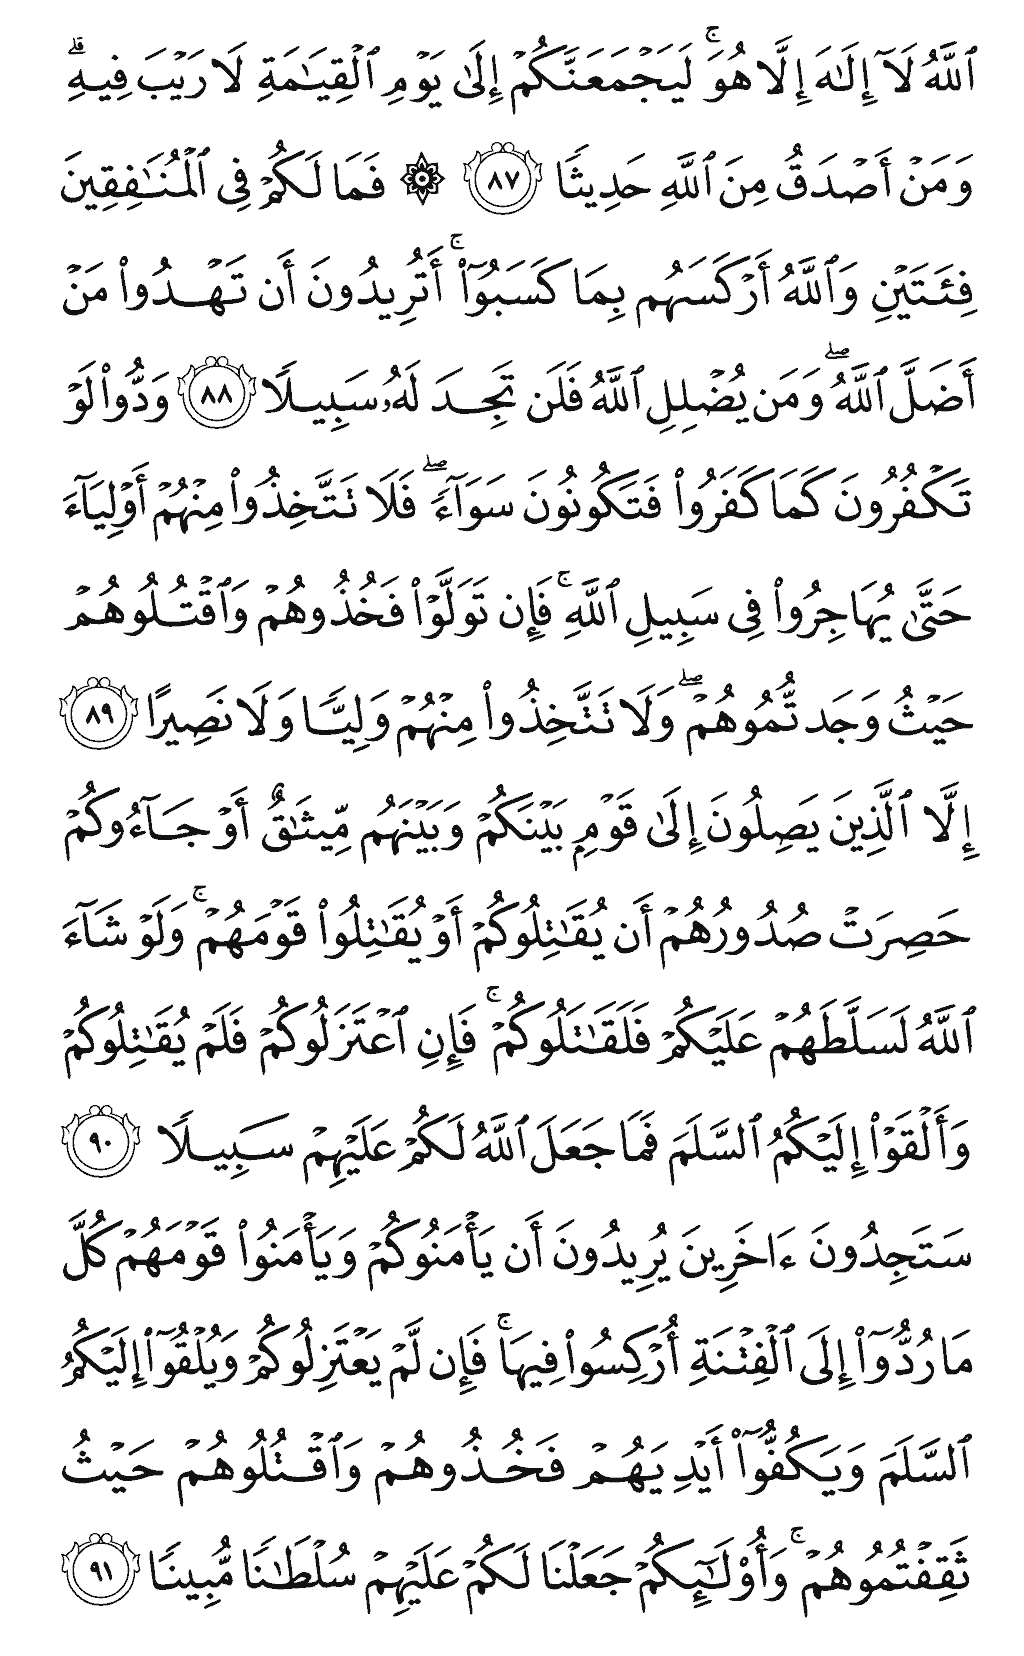 ٱللَّهُ لَآ إِلَٰهَ إِلَّا هُوَۚ لَيَجۡمَعَنَّكُمۡ إِلَىٰ يَوۡمِ ٱلۡقِيَٰمَةِ لَا رَيۡبَ فِيهِۗ
وَمَنۡ أَصۡدَقُ مِنَ ٱللَّهِ حَدِيثٗا ٨٧ ۞ فَمَا لَكُمۡ فِي ٱلۡمُنَٰفِقِينَ
فِئَتَيۡنِ وَٱللَّهُ أَرۡكَسَهُم بِمَا كَسَبُوٓاْۚ أَتُرِيدُونَ أَن تَهۡدُواْ مَنۡ
أَضَلَّ ٱللَّهُۖ وَمَن يُضۡلِلِ ٱللَّهُ فَلَن تَجِدَ لَهُۥ سَبِيلٗا ٨٨ وَدُّواْ لَوۡ
تَكۡفُرُونَ كَمَا كَفَرُواْ فَتَكُونُونَ سَوَآءٗۖ فَلَا تَتَّخِذُواْ مِنۡهُمۡ أَوۡلِيَآءَ
حَتَّىٰ يُهَاجِرُواْ فِي سَبِيلِ ٱللَّهِۚ فَإِن تَوَلَّوۡاْ فَخُذُوهُمۡ وَٱقۡتُلُوهُمۡ
حَيۡثُ وَجَدتُّمُوهُمۡۖ وَلَا تَتَّخِذُواْ مِنۡهُمۡ وَلِيّٗا وَلَا نَصِيرًا ٨٩
إِلَّا ٱلَّذِينَ يَصِلُونَ إِلَىٰ قَوۡمِۭ بَيۡنَكُمۡ وَبَيۡنَهُم مِّيثَٰقٌ أَوۡ جَآءُوكُمۡ
حَصِرَتۡ صُدُورُهُمۡ أَن يُقَٰتِلُوكُمۡ أَوۡ يُقَٰتِلُواْ قَوۡمَهُمۡۚ وَلَوۡ شَآءَ
ٱللَّهُ لَسَلَّطَهُمۡ عَلَيۡكُمۡ فَلَقَٰتَلُوكُمۡۚ فَإِنِ ٱعۡتَزَلُوكُمۡ فَلَمۡ يُقَٰتِلُوكُمۡ
وَأَلۡقَوۡاْ إِلَيۡكُمُ ٱلسَّلَمَ فَمَا جَعَلَ ٱللَّهُ لَكُمۡ عَلَيۡهِمۡ سَبِيلٗا ٩٠
سَتَجِدُونَ ءَاخَرِينَ يُرِيدُونَ أَن يَأۡمَنُوكُمۡ وَيَأۡمَنُواْ قَوۡمَهُمۡ كُلَّ
مَا رُدُّوٓاْ إِلَى ٱلۡفِتۡنَةِ أُرۡكِسُواْ فِيهَاۚ فَإِن لَّمۡ يَعۡتَزِلُوكُمۡ وَيُلۡقُوٓاْ إِلَيۡكُمُ
ٱلسَّلَمَ وَيَكُفُّوٓاْ أَيۡدِيَهُمۡ فَخُذُوهُمۡ وَٱقۡتُلُوهُمۡ حَيۡثُ
ثَقِفۡتُمُوهُمۡۚ وَأُوْلَٰٓئِكُمۡ جَعَلۡنَا لَكُمۡ عَلَيۡهِمۡ سُلۡطَٰنٗا مُّبِينٗا ٩١